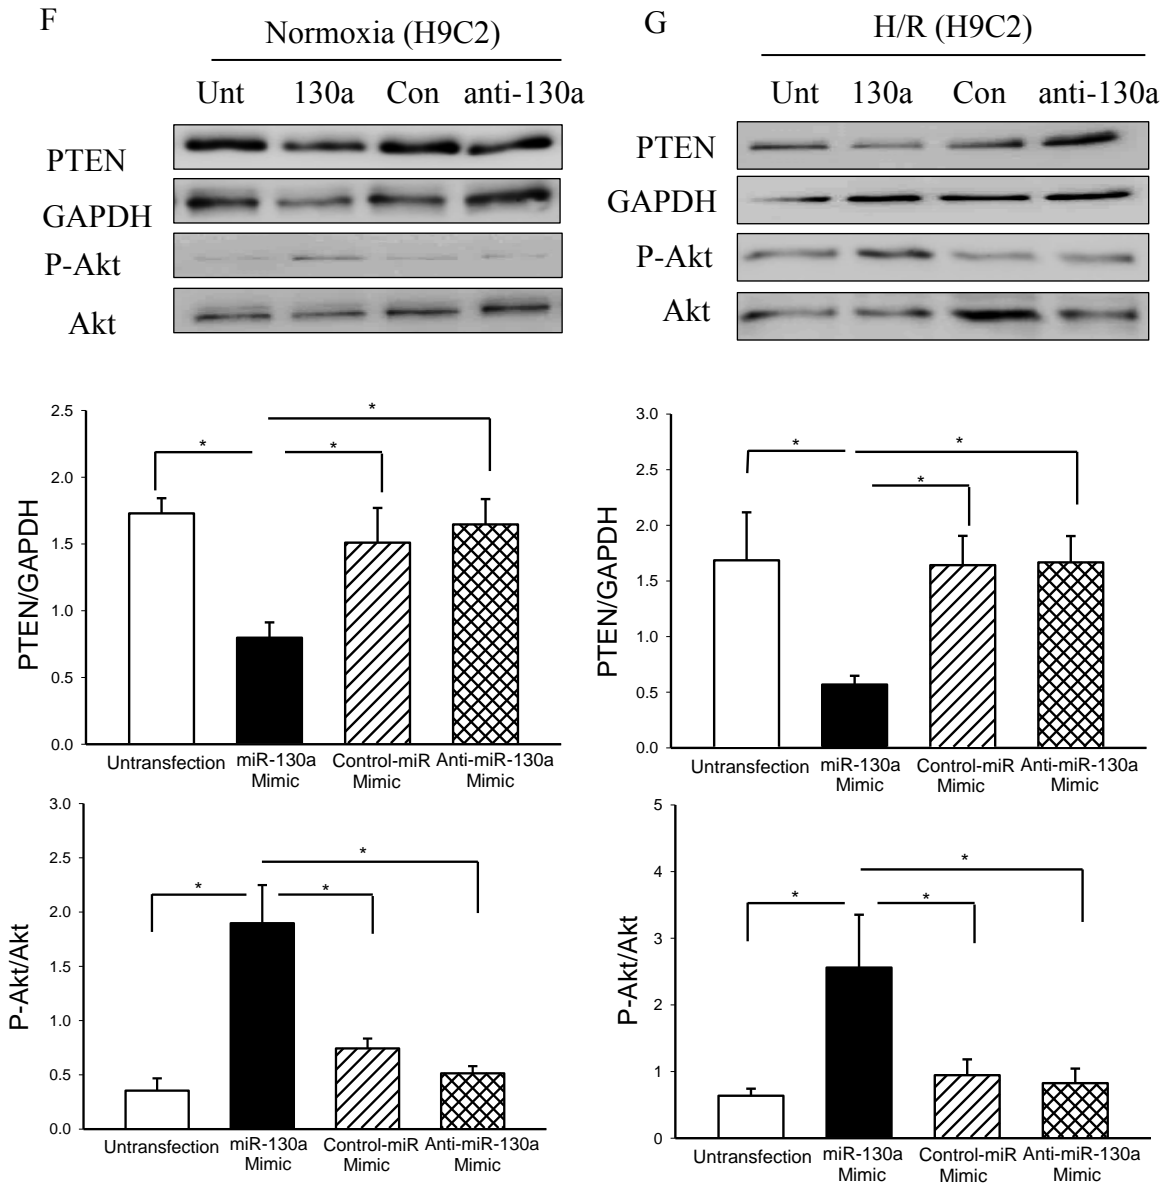 F
Normoxia (H9C2)
Unt 130a Con anti-130a
PTEN
GAPDH
P-Akt
Akt
G
H/R (H9C2)
Unt 130a Con anti-130a
PTEN
GAPDH
P-Akt
Akt
PTEN/GAPDH
2.5
2.0
1.5
1.0
0.5
0.0
*
* *
Untransfection miR-130a Control-miR Anti-miR-130a
Mimic Mimic Mimic
PTEN/GAPDH
3.0
2.5
2.0
1.5
1.0
0.5
0.0
* *
*
Untransfection miR-130a Control-miR Anti-miR-130a
Mimic Mimic Mimic
P-Akt/Akt
3.0
2.5
2.0
1.5
1.0
0.5
0.0
*
* *
Untransfection miR-130a Control-miR Anti-miR-130a
Mimic Mimic Mimic
P-Akt/Akt
5
4
3
2
1
0
*
* *
Untransfection miR-130a Control-miR Anti-miR-130a
Mimic Mimic Mimic